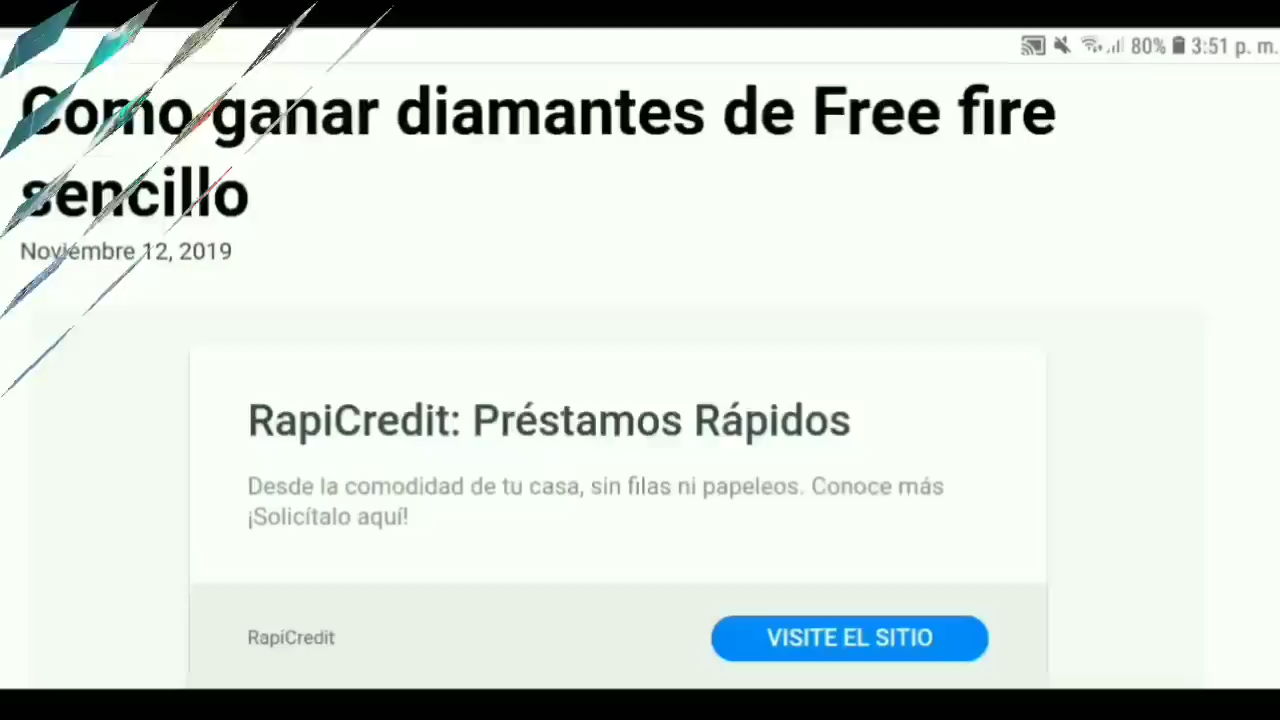 80% 3:51 p. m.
Como ganar diamantes de Free fire
sencillo
Noviembre 12, 2019
RapiCredit: Préstamos Rápidos
Desde la comodidad de tu casa, sin filas ni papeleos. Conoce más
¡Solicítalo aquí!
RapiCredit
VISITE EL SITIO